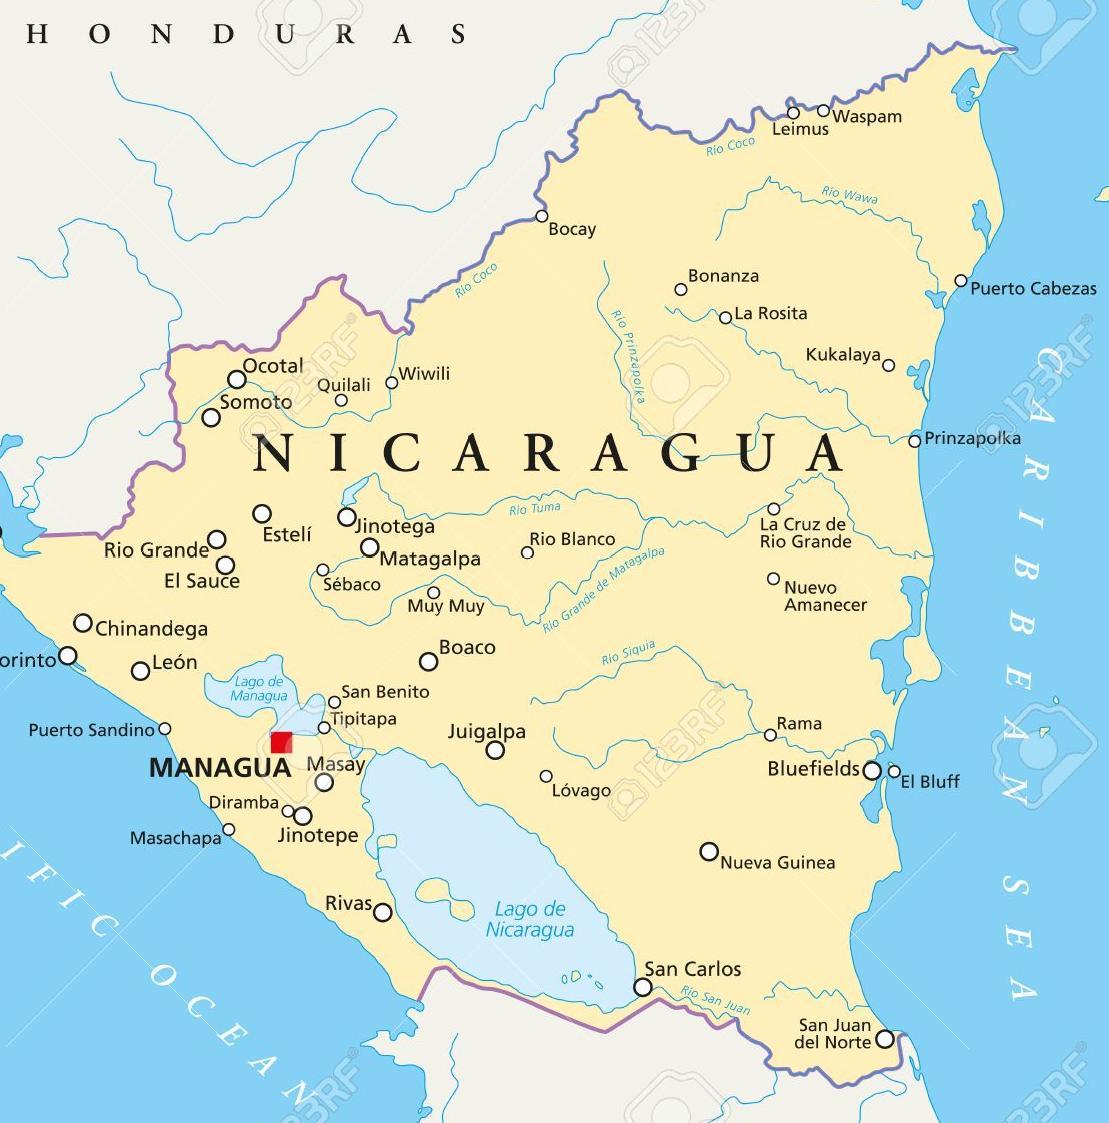 HONDURAS
Leimus
Waspam
Rio Coco
Rio Wawa
Bocay
Rio Coco
Bonanza
Puerto Cabezas
La Rosita
Rio Prinzapolka
Kukalaya
Ocotal
Wiwili
Quilali
Somoto
NICARAGUA
Prinzapolka
CARIBBEAN SEA
Rio Tuma
Jinotega
Estelí
La Cruz de
Rio Grande
Rio Grande
Rio Blanco
Matagalpa
El Sauce
Sébaco
Rio Grande de Matagalpa
Nuevo
Amanecer
Muy Muy
Chinandega
Boaco
Rio Siquia
orinto
León
Lago de
Managua
San Benito
Tipitapa
Puerto Sandino
Juigalpa
Rama
MANAGUA
Masay
Bluefields
El Bluff
Lóvago
Diramba
Jinotepe
Masachapa
Nueva Guinea
Rivas
Lago de
Nicaragua
San Carlos
Rio San Juan
San Juan
del Norte
IFIC OCEAN
123RF